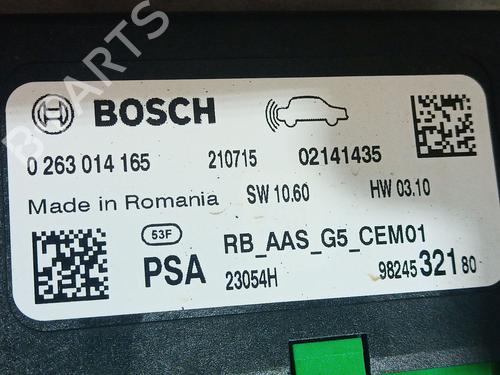 B-PARTS
BOSCH
0 263 014 165 210715 02141435
Made in Romania SW 10.60 HW 03.10
53F RB_AAS_G5_CEM01
PSA 23054H 98245 321 80